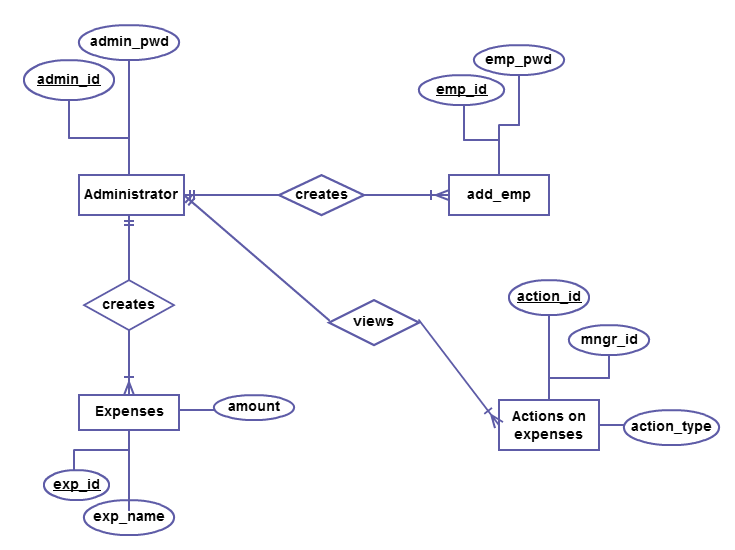 admin_pwd
admin_id
emp_pwd
emp_id
Administrator
creates
add_emp
creates
views
action_id
mngr_id
Expenses
amount
Actions on
expenses
action_type
exp_id
exp_name